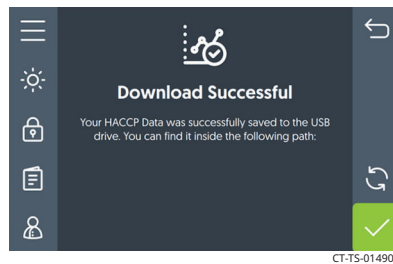 Download Successful
Your HACCP Data was successfully saved to the USB
drive. You can find it inside the following path:
CT-TS-01490